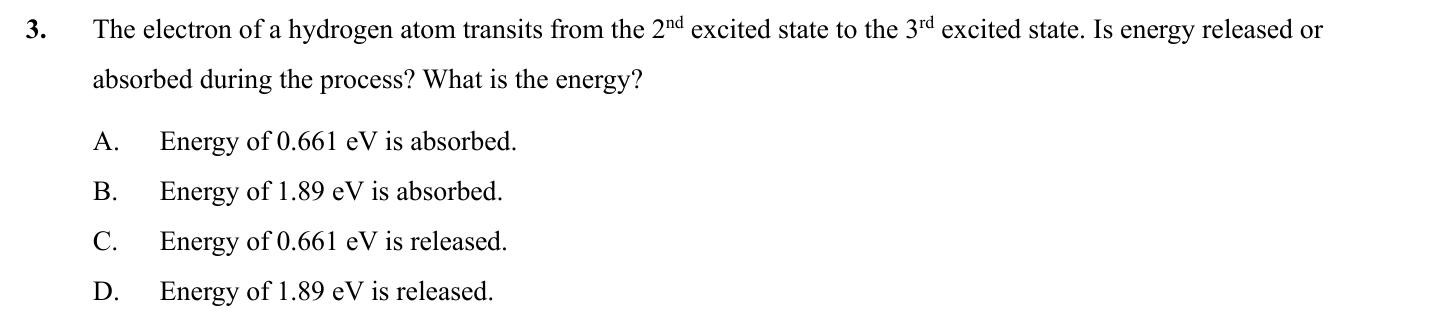 3. The electron of a hydrogen atom transits from the 2nd excited state to the 3rd excited state. Is energy released or
absorbed during the process? What is the energy?
A. Energy of 0.661 eV is absorbed.
B. Energy of 1.89 eV is absorbed.
C. Energy of 0.661 eV is released.
D. Energy of 1.89 eV is released.